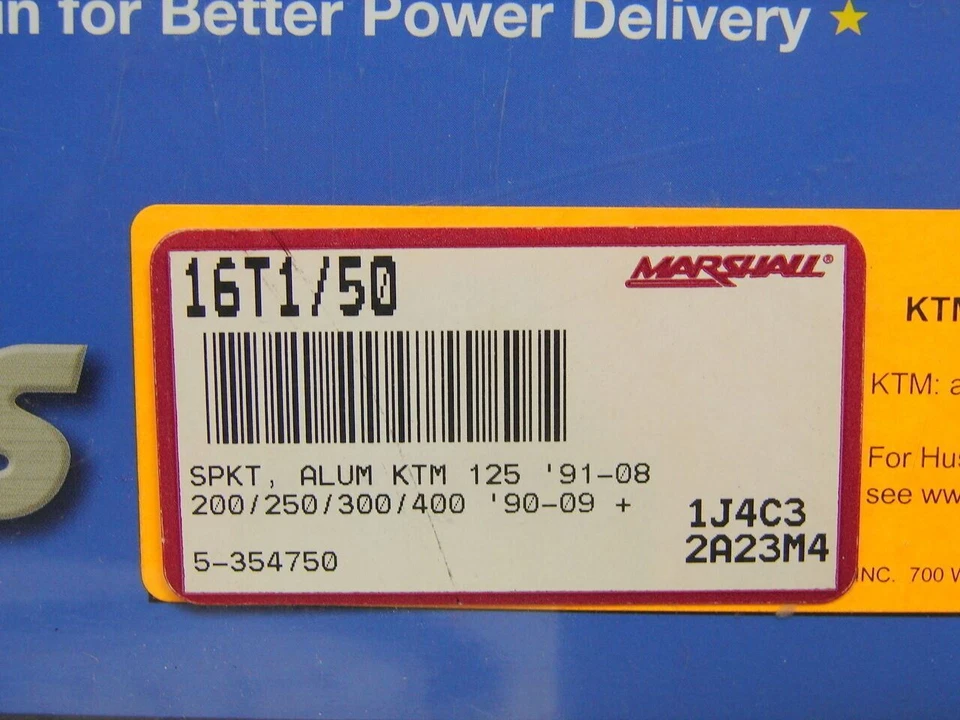 in for Better Power Delivery
16T1/50
MARSHALL®
KTM
KTM: a
SPKT, ALUM KTM 125 '91-08
200/250/300/400 '90-09 +
For Hus
see ww
1J4C3
2A23M4
5-354750
INC. 700 W
S